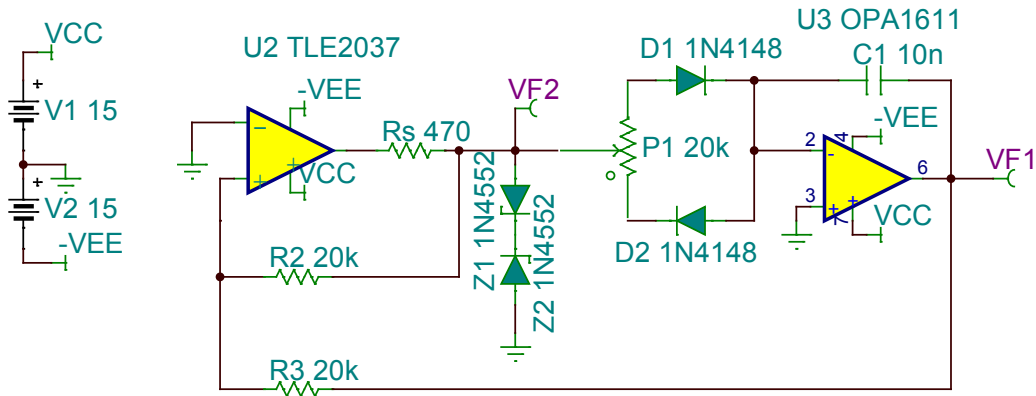 VCC
V1 15
V2 15
-VEE
U2 TLE2037
-VEE
VCC
Rs 470
VF2
Z1 1N4552
Z2 1N4552
R2 20k
R3 20k
D1 1N4148
P1 20k
D2 1N4148
U3 OPA1611
C1 10n
-VEE
2
4
3
7
6
VCC
VF1